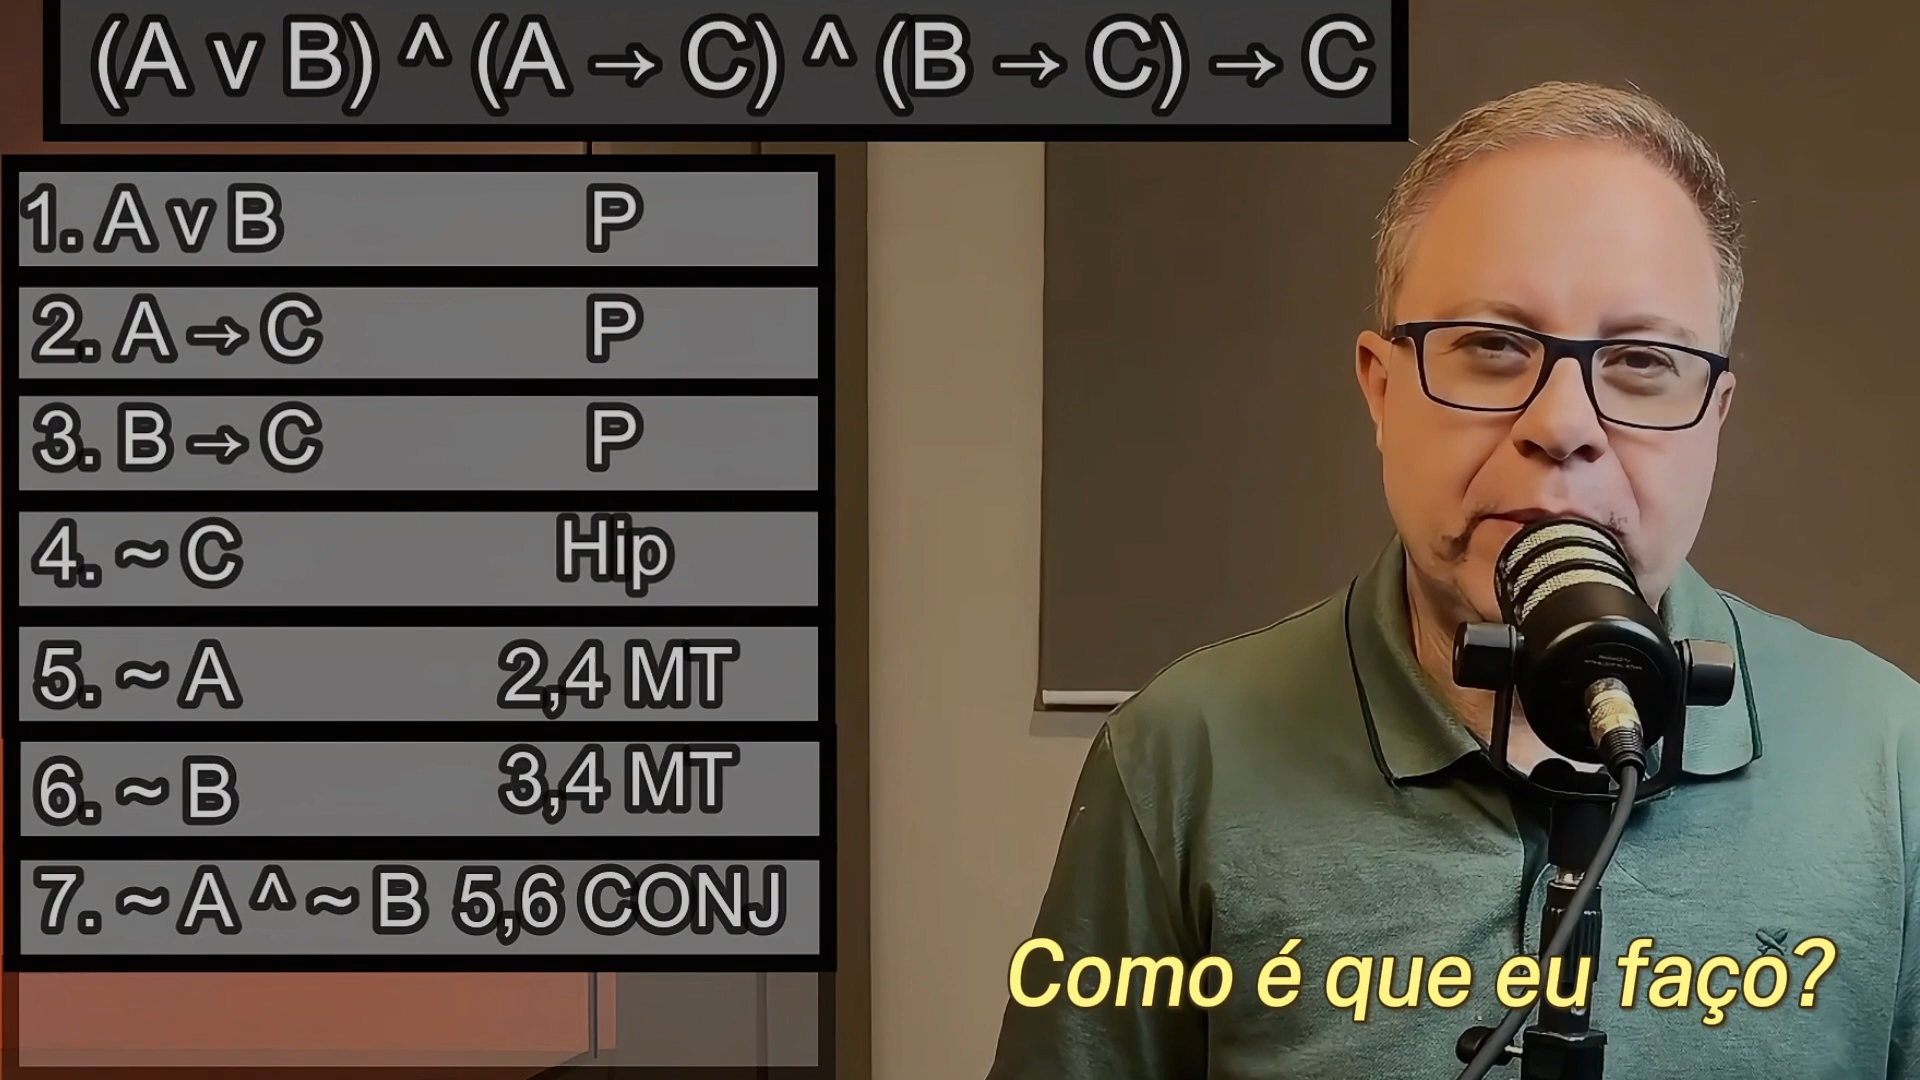 (A v B) ^ (A → C) ^ (B → C) → C
1. A v B P
2. A → C P
3. B → C P
4. ~ C Hip
5. ~ A 2,4 MT
6. ~ B 3,4 MT
7. ~ A ^ ~ B 5,6 CONJ
Como é que eu faço?